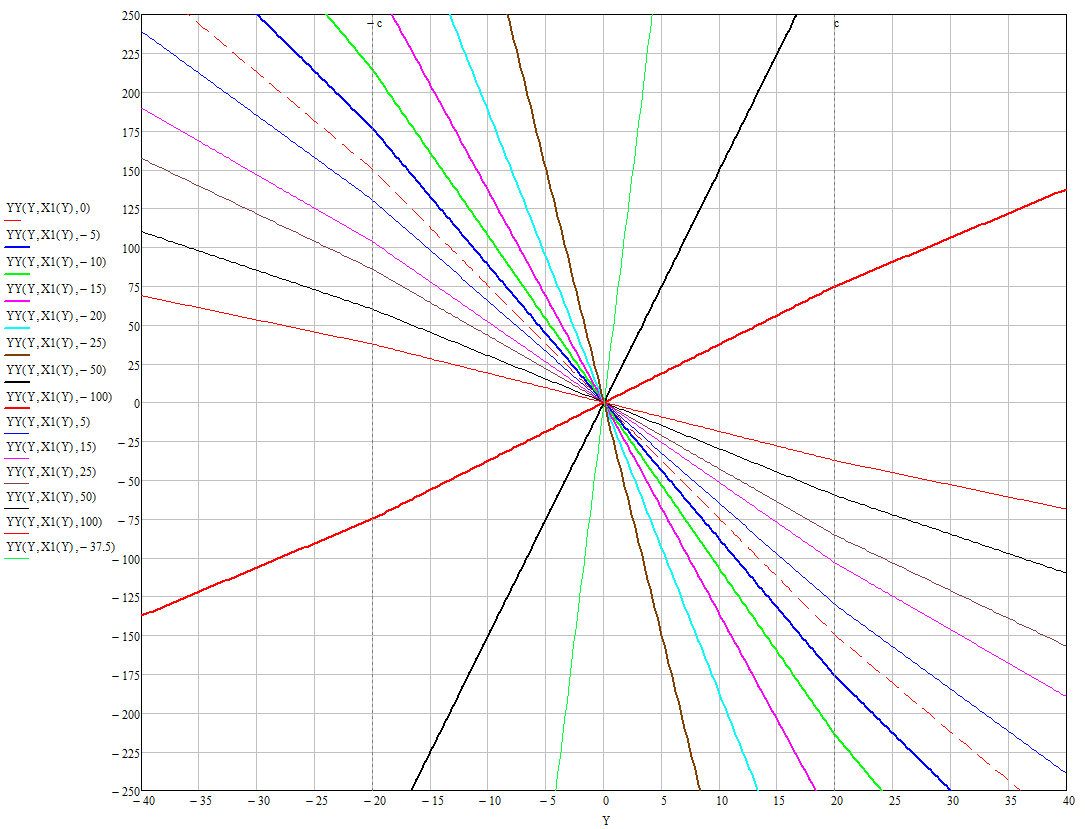 YY(Y,X1(Y),0)
YY(Y,X1(Y),−5)
YY(Y,X1(Y),−10)
YY(Y,X1(Y),−15)
YY(Y,X1(Y),−20)
YY(Y,X1(Y),−25)
YY(Y,X1(Y),−50)
YY(Y,X1(Y),−100)
YY(Y,X1(Y),5)
YY(Y,X1(Y),15)
YY(Y,X1(Y),25)
YY(Y,X1(Y),50)
YY(Y,X1(Y),100)
YY(Y,X1(Y),−37.5)
250
225
200
175
150
125
100
75
50
25
0
−25
−50
−75
−100
−125
−150
−175
−200
−225
−250
−c c
−40 −35 −25 −30 −20 −15 −10 −5 0 5 10 15 20 25 30 35 40
Y